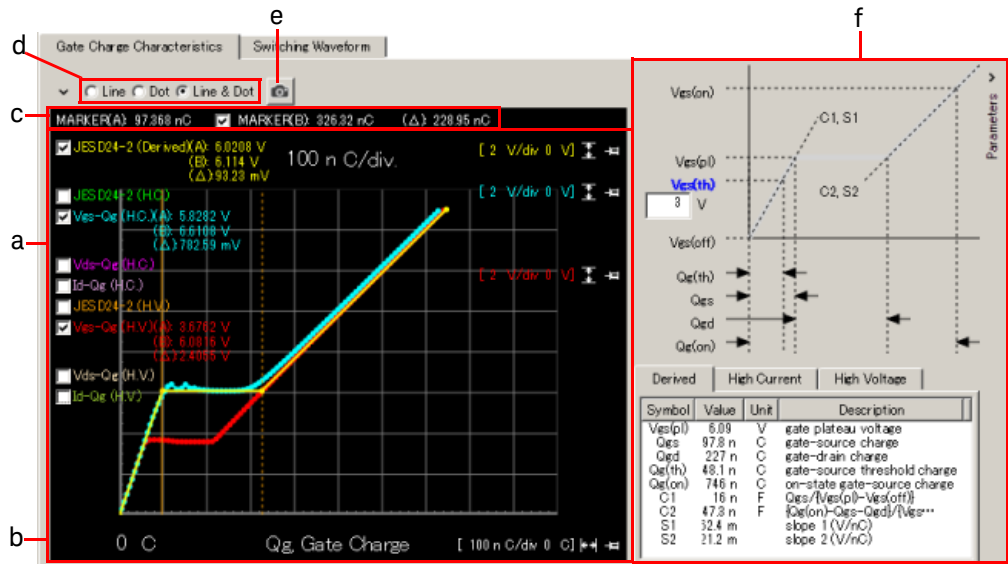 e
f
d
Gate Charge Characteristics
Switching Waveform
Line
Dot
Line & Dot
c
MARKER(A): 97.368 nC
MARKER(B): 326.32 nC
(△): 228.95 nC
a
JESD24-2 (Derived)(A): 6.0208 V
(B): 6.114 V
(△):93.23 mV
100 n C/div.
[ 2 V/div 0 V]
JESD24-2 (H.C.)
[ 2 V/div 0 V]
Vgs-Qg (H.C.)(A): 5.8282 V
(B): 6.6108 V
(△):782.59 mV
Vds-Qg (H.C.)
[ 2 V/div 0 V]
Id-Qg (H.C.)
JESD24-2 (H.V.)
Vgs-Qg (H.V.)(A): 3.6762 V
(B): 6.0816 V
(△):2.4055 V
Vds-Qg (H.V.)
Id-Qg (H.V.)
b
0 C
Qg, Gate Charge
[ 100 n C/div 0 C]
Parameters
Vgs(on)
C1, S1
Vgs(pl)
Vgs(th)
3 V
C2, S2
Vgs(off)
Qg(th)
Qgs
Qgd
Qg(on)
Derived
High Current
High Voltage
Symbol Value Unit Description
Vgs(pl) 6.09 V gate plateau voltage
Qgs 97.8 n C gate-source charge
Qgd 227 n C gate-drain charge
Qg(th) 48.1 n C gate-source threshold charge
Qg(on) 746 n C on-state gate-source charge
C1 16 n F Qgs/{Vgs(pl)-Vgs(off)}
C2 47.3 n F {Qg(on)-Qgs-Qgd}/{Vgs…
S1 62.4 m slope 1 (V/nC)
S2 21.2 m slope 2 (V/nC)